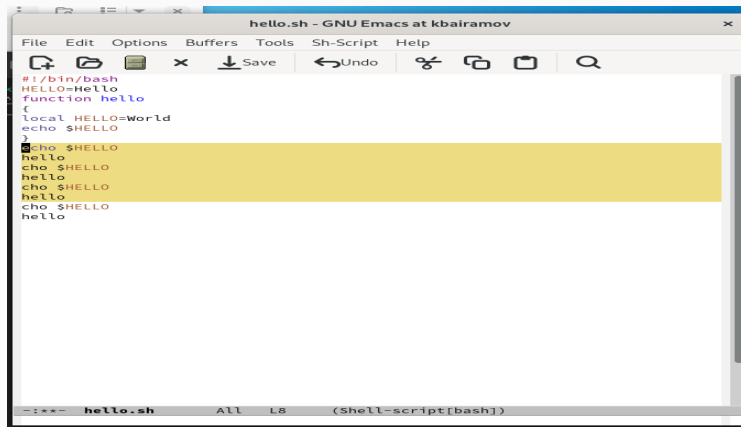 hello.sh - GNU Emacs at kbairamov
File Edit Options Buffers Tools Sh-Script Help
Save Undo
#!/bin/bash
HELLO=Hello
function hello
{
local HELLO=World
echo $HELLO
}
echo $HELLO
hello
cho $HELLO
hello
cho $HELLO
hello
cho $HELLO
hello
-:**- hello.sh All L8 (Shell-script[bash])